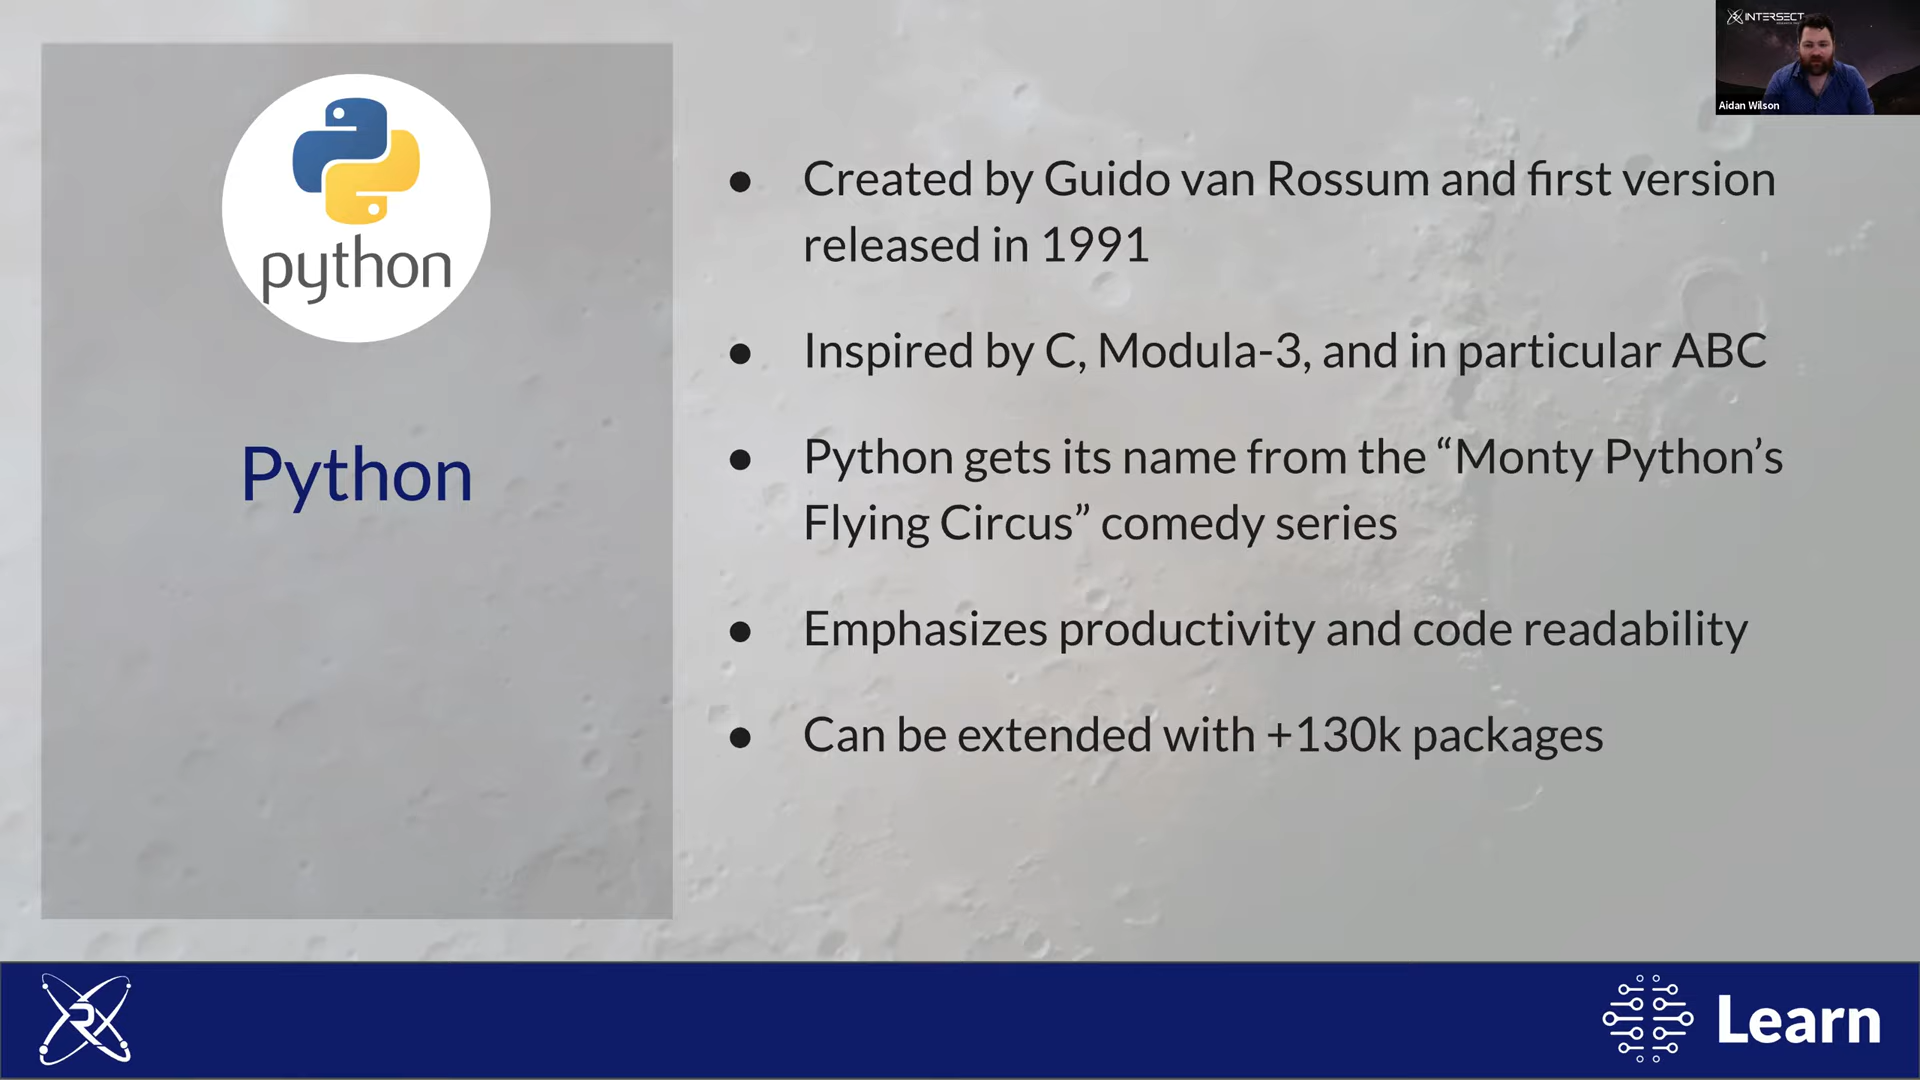 INTERSECT
Aidan Wilson
python
Python
● Created by Guido van Rossum and first version
released in 1991
● Inspired by C, Modula-3, and in particular ABC
● Python gets its name from the “Monty Python’s
Flying Circus” comedy series
● Emphasizes productivity and code readability
● Can be extended with +130k packages
R
Learn